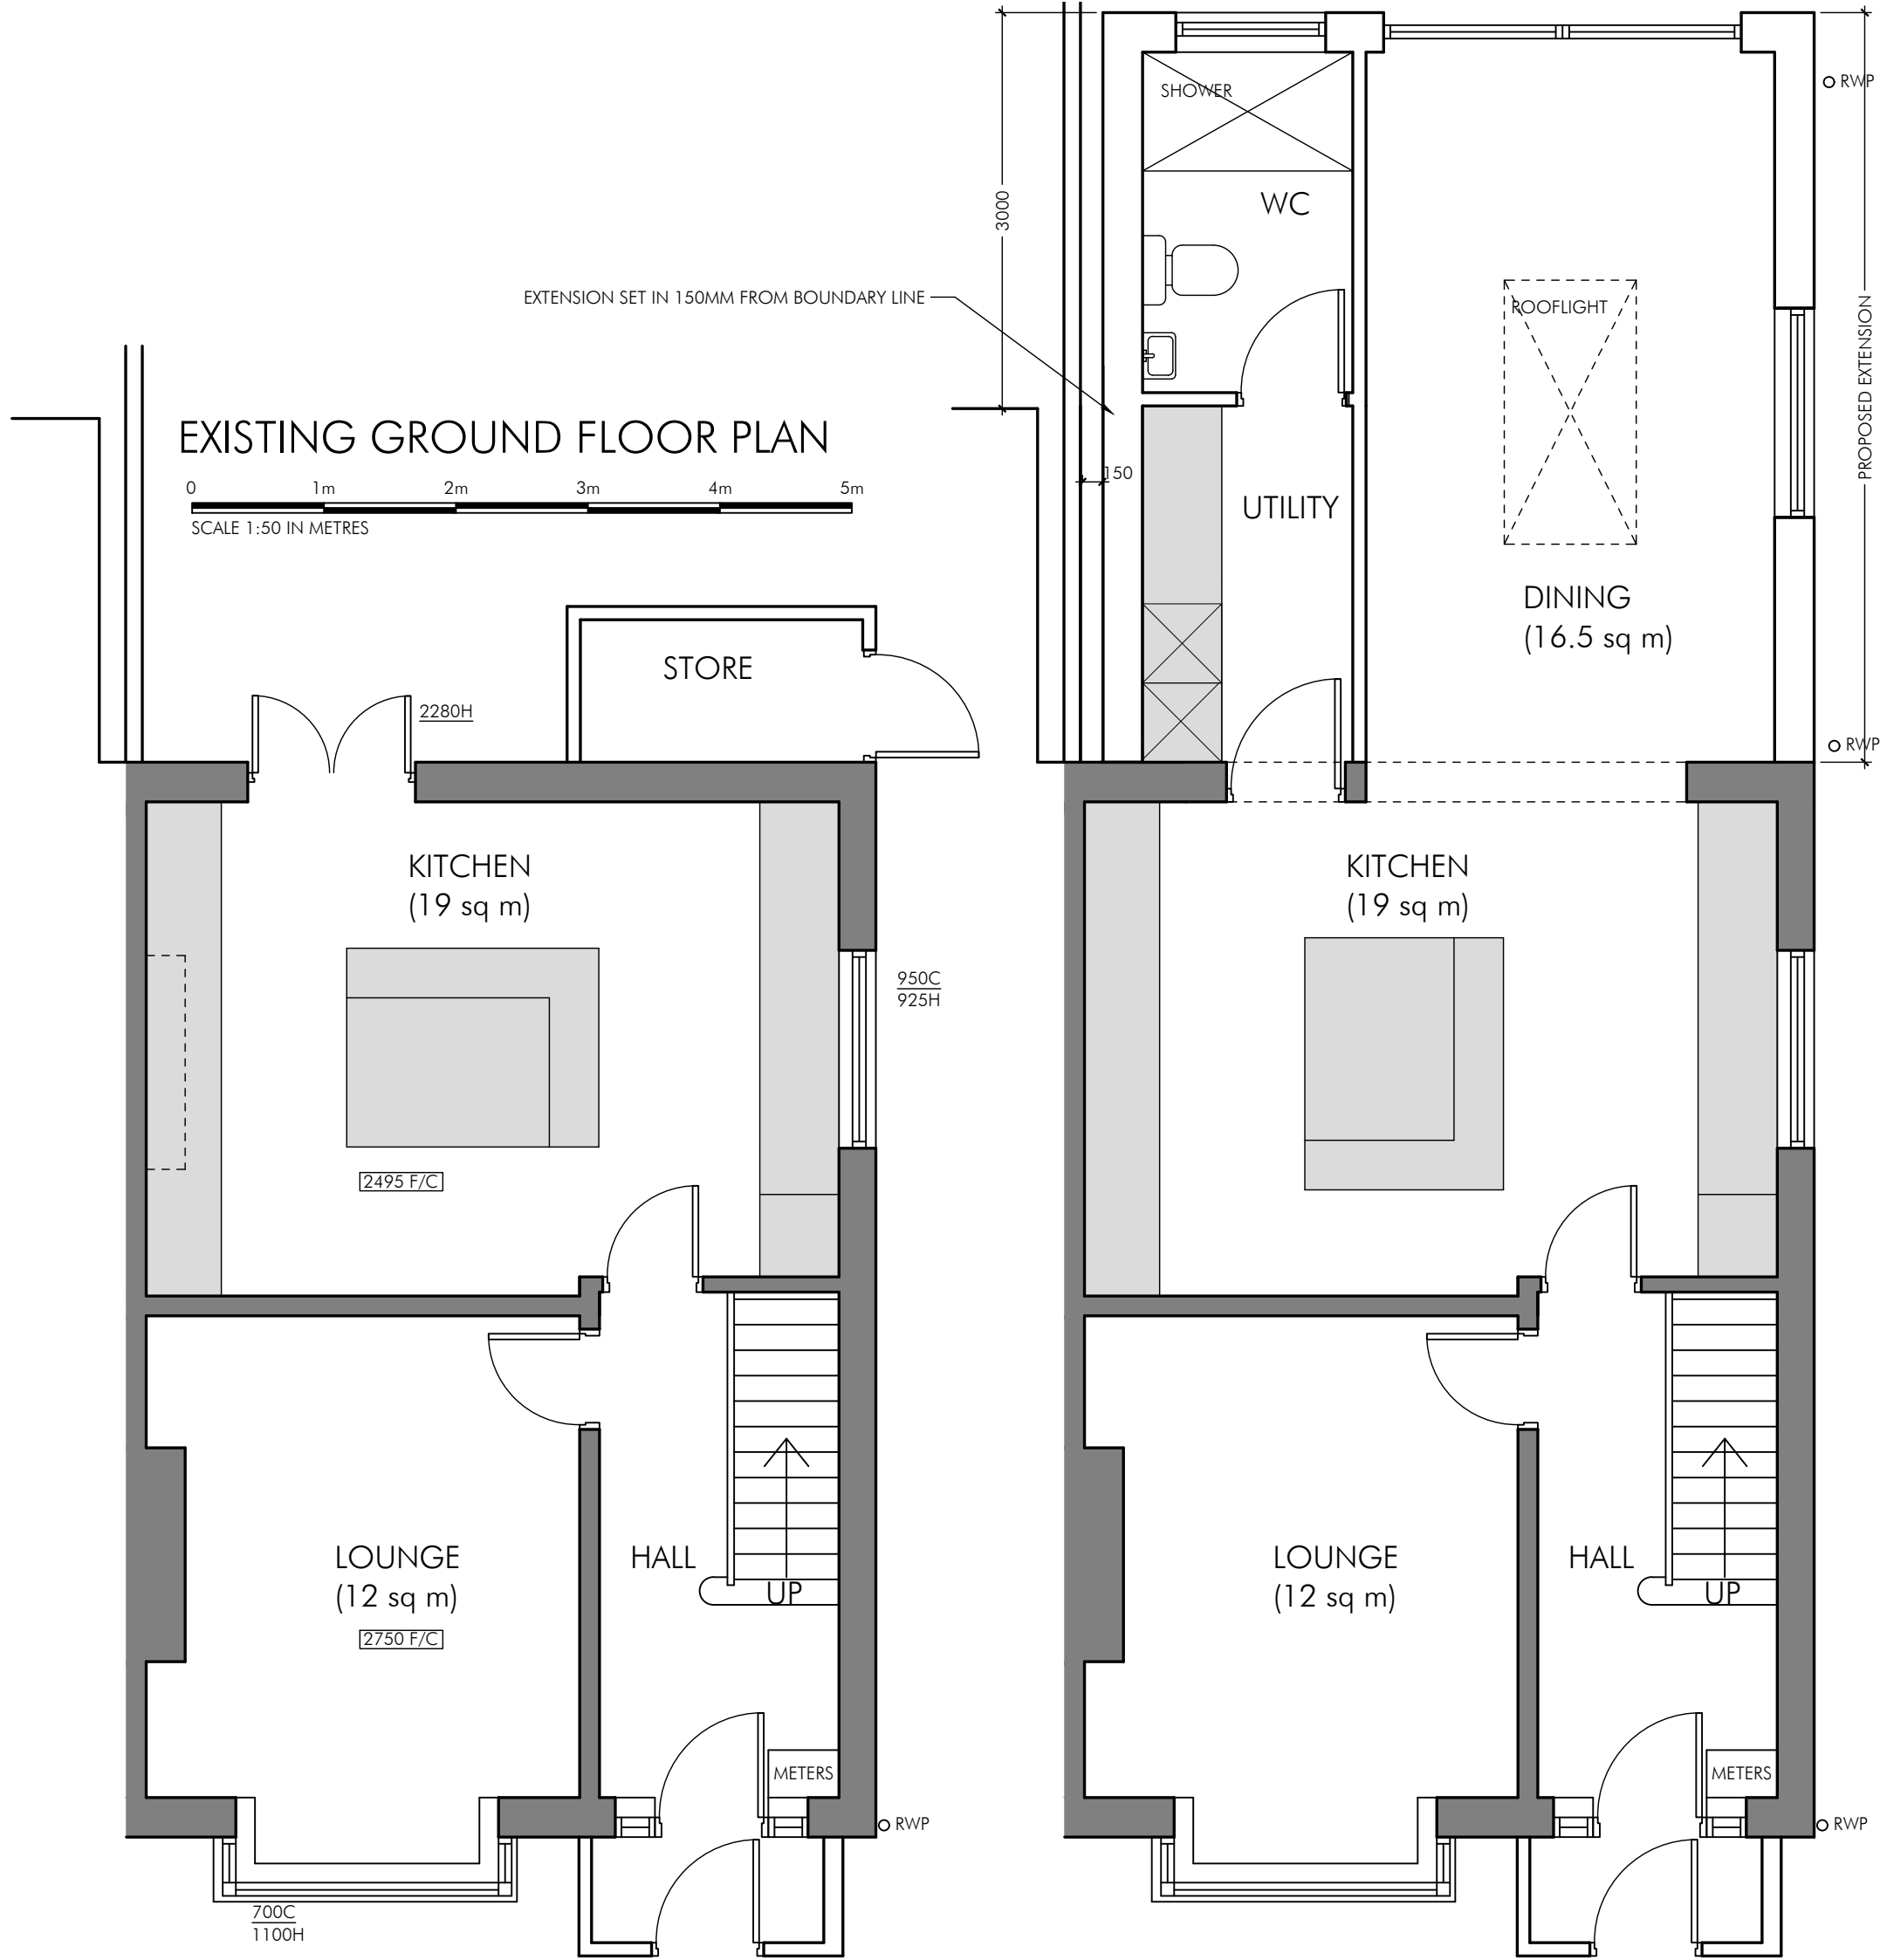 EXISTING GROUND FLOOR PLAN
0 1m 2m 3m 4m 5m
SCALE 1:50 IN METRES
STORE
2280H
KITCHEN
(19 sq m)
950C
925H
2495 F/C
LOUNGE
(12 sq m)
2750 F/C
HALL
UP
METERS
RWP
700C
1100H
SHOWER
WC
3000
EXTENSION SET IN 150MM FROM BOUNDARY LINE
150
UTILITY
ROOFLIGHT
DINING
(16.5 sq m)
RWP
PROPOSED EXTENSION
RWP
KITCHEN
(19 sq m)
LOUNGE
(12 sq m)
HALL
UP
METERS
RWP